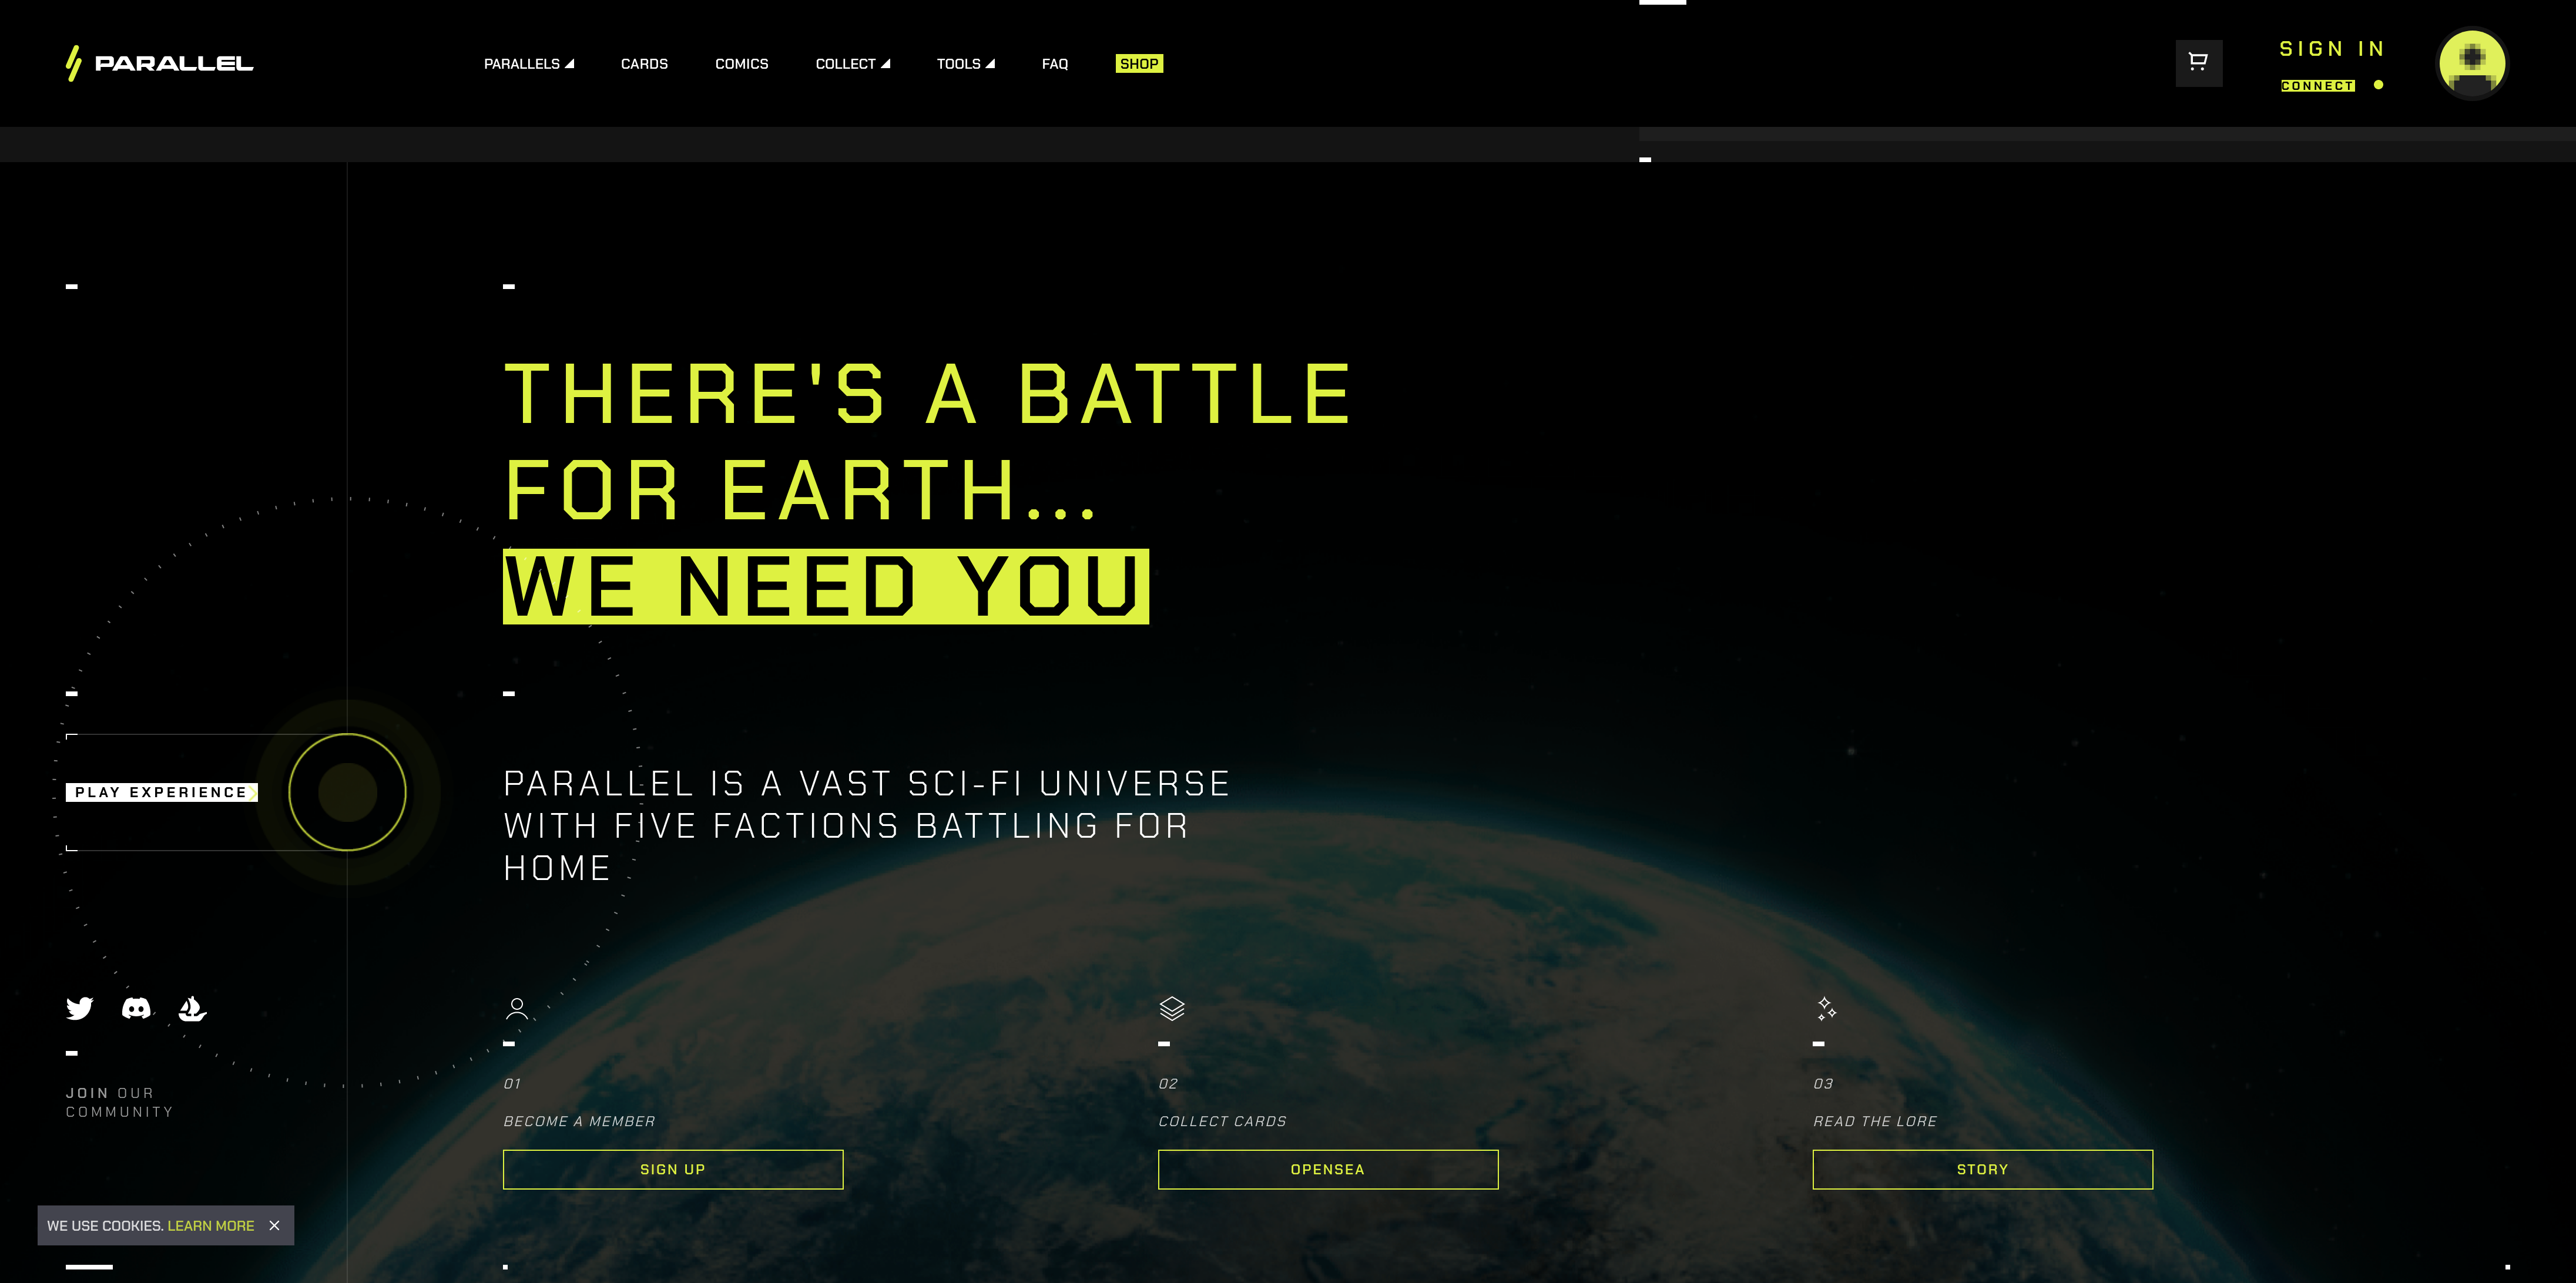 PARALLEL
PARALLELS
CARDS
COMICS
COLLECT
TOOLS
FAQ
SHOP
SIGN IN
CONNECT
THERE'S A BATTLE
FOR EARTH...
WE NEED YOU
PLAY EXPERIENCE
PARALLEL IS A VAST SCI-FI UNIVERSE
WITH FIVE FACTIONS BATTLING FOR
HOME
JOIN OUR
COMMUNITY
01
BECOME A MEMBER
SIGN UP
02
COLLECT CARDS
OPENSEA
03
READ THE LORE
STORY
WE USE COOKIES. LEARN MORE